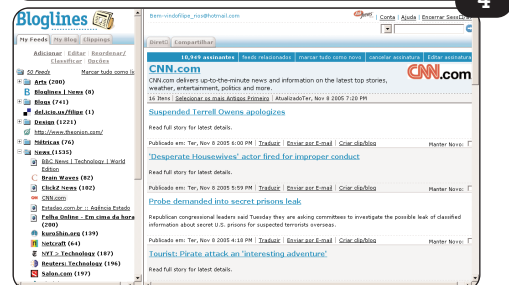 4
Bloglines
Bem-vindofilipe_rios@hotmail.com
Conta | Ajuda | Encerrar Sess
My Feeds My Blog Clippings
Diretó Compartilhar
Adicionar Editar Reordenar/
Classificar Opções
18,949 assinantes | feeds relacionados | marcar tudo como novo | cancelar assinatura | Editar assinatura
50 Feeds Marcar tudo como li
CNN.com
CNN.com
Arts (200)
CNN.com delivers up-to-the-minute news and information on the latest top stories,
weather, entertainment, politics and more.
Bloglines | News (8)
16 Itens | Selecionar os mais Antigos Primeiro | AtualizadoTer, Nov 8 2005 7:20 PM
Blogs (741)
del.icio.us/filipe (1)
Suspended Terrell Owens apologizes
Design (1221)
http://www.theonion.com/
Read full story for latest details.
Métricas (76)
Publicado em: Ter, Nov 8 2005 6:00 PM | Traduzir | Enviar por E-mail | Criar clip/blog Manter Novo:
News (1535)
BBC News | Technology | World
Edition
'Desperate Housewives' actor fired for improper conduct
Brain Waves (82)
Read full story for latest details.
ClickZ News (102)
Publicado em: Ter, Nov 8 2005 5:59 PM | Traduzir | Enviar por E-mail | Criar clip/blog Manter Novo:
CNN.com
Estadao.com.br :: Agência Estado
Probe demanded into secret prisons leak
Folha Online - Em cima da hora
(200)
Republican congressional leaders said Tuesday they are asking committees to investigate the possible leak of classified
information about secret U.S. prisons for suspected terrorists overseas.
kuro5hin.org (139)
Netcraft (64)
Publicado em: Ter, Nov 8 2005 4:18 PM | Traduzir | Enviar por E-mail | Criar clip/blog Manter Novo:
NYT > Technology (187)
Tourist: Pirate attack an 'interesting adventure'
Reuters: Technology (196)
Salon.com (197)
Read full story for latest details.